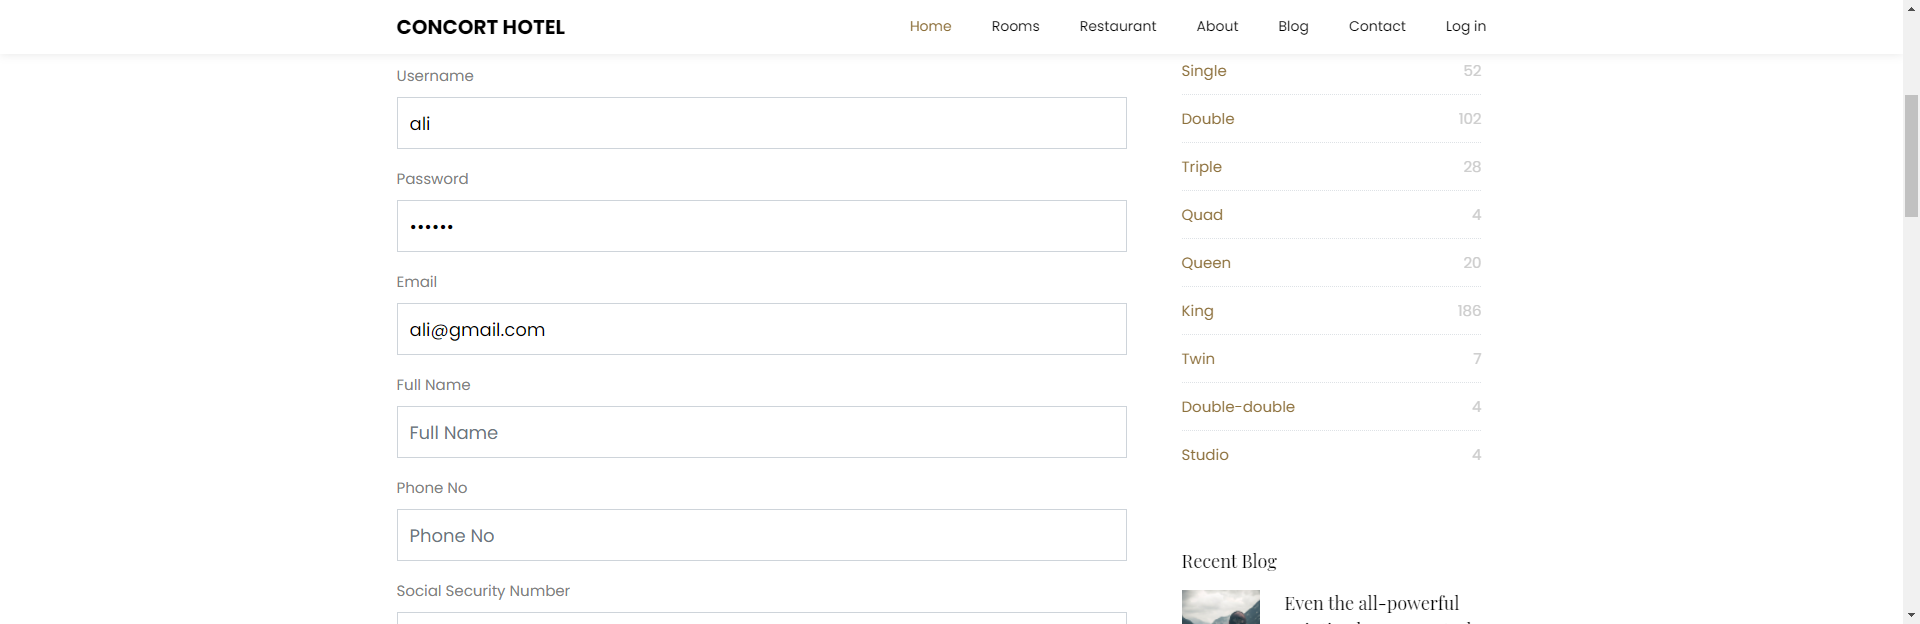 CONCORT HOTEL
Home Rooms Restaurant About Blog Contact Log in
Username
ali
Password
••••••
Email
ali@gmail.com
Full Name
Full Name
Phone No
Phone No
Social Security Number
Single 52
Double 102
Triple 28
Quad 4
Queen 20
King 186
Twin 7
Double-double 4
Studio 4
Recent Blog
Even the all-powerful